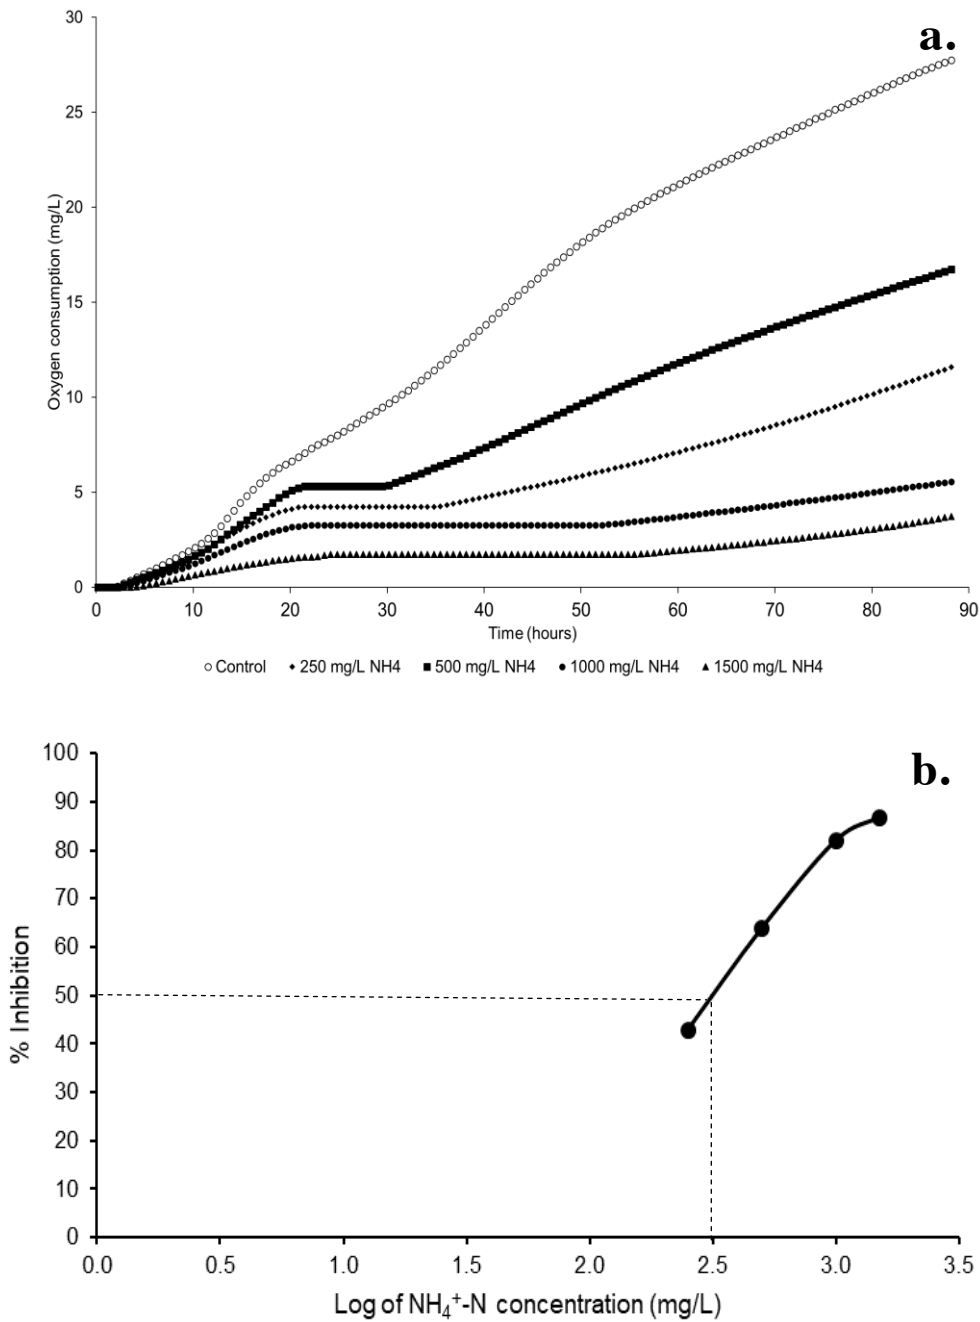 a.
30
25
20
15
10
5
0
Oxygen consumption (mg/L)
0 10 20 30 40 50 60 70 80 90
Time (hours)
Control 250 mg/L NH4 500 mg/L NH4 1000 mg/L NH4 1500 mg/L NH4
b.
100
90
80
70
60
50
40
30
20
10
0
% Inhibition
0.0 0.5 1.0 1.5 2.0 2.5 3.0 3.5
Log of NH₄⁺-N concentration (mg/L)